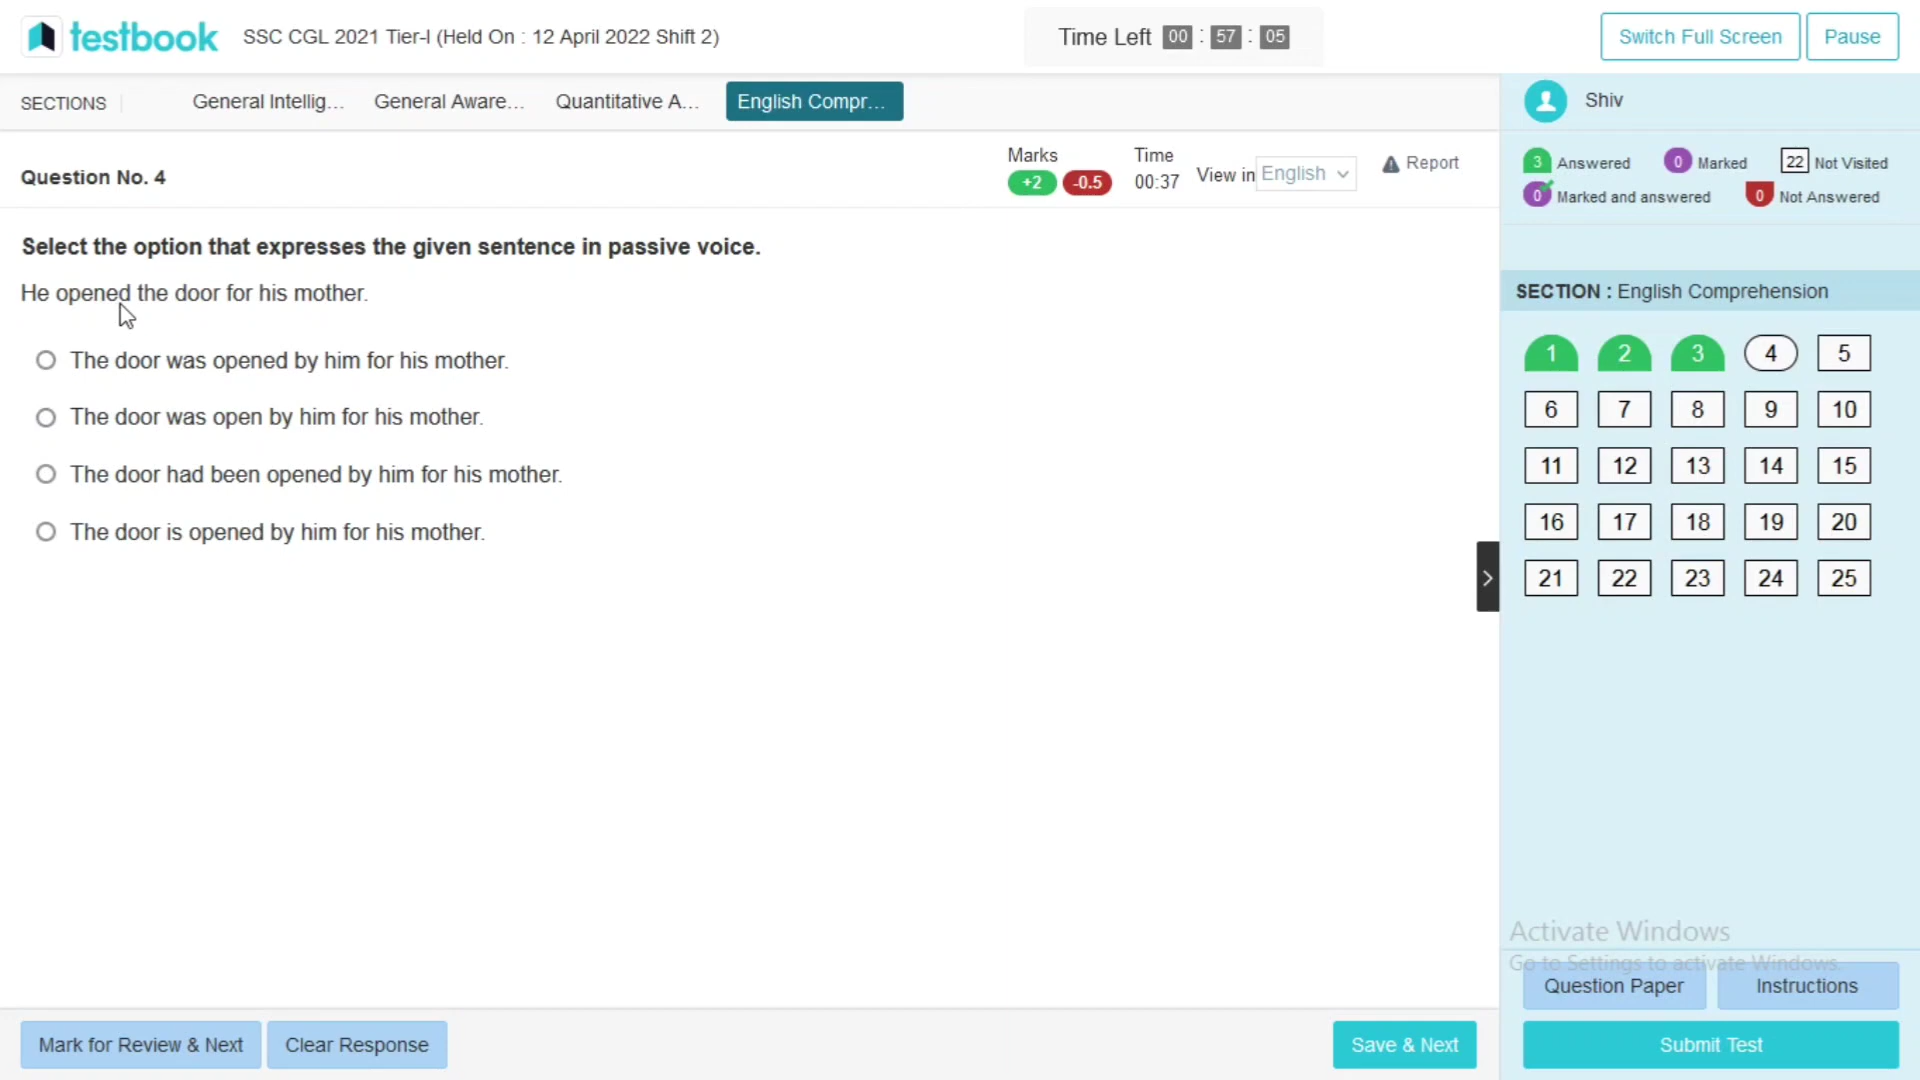 testbook
SSC CGL 2021 Tier-I (Held On : 12 April 2022 Shift 2)
Time Left 00 : 57 : 05
Switch Full Screen
Pause
SECTIONS
General Intellig...
General Aware...
Quantitative A...
English Compr...
Shiv
Question No. 4
Marks
+2 -0.5
Time
00:37
View in English
Report
3 Answered
0 Marked
22 Not Visited
0 Marked and answered
0 Not Answered
Select the option that expresses the given sentence in passive voice.
He opened the door for his mother.
The door was opened by him for his mother.
The door was open by him for his mother.
The door had been opened by him for his mother.
The door is opened by him for his mother.
SECTION : English Comprehension
1 2 3 4 5
6 7 8 9 10
11 12 13 14 15
16 17 18 19 20
21 22 23 24 25
Activate Windows
Go to Settings to activate Windows.
Question Paper
Instructions
Mark for Review & Next
Clear Response
Save & Next
Submit Test